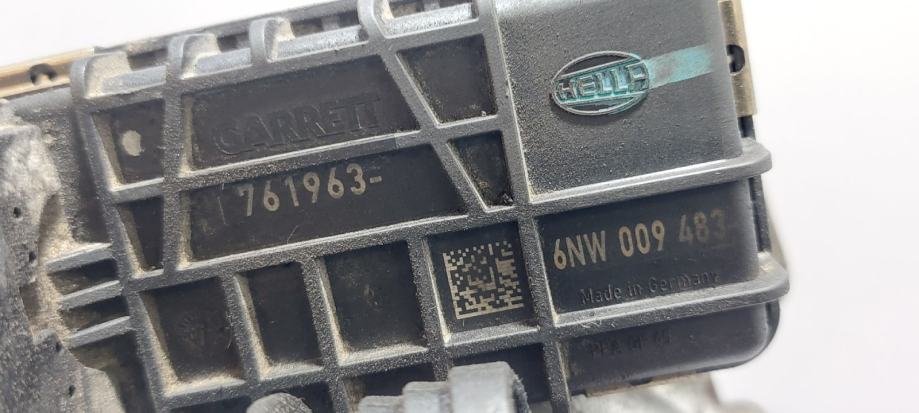 GARRETT
HELLA
761963-
6NW 009 483
Made in Germany